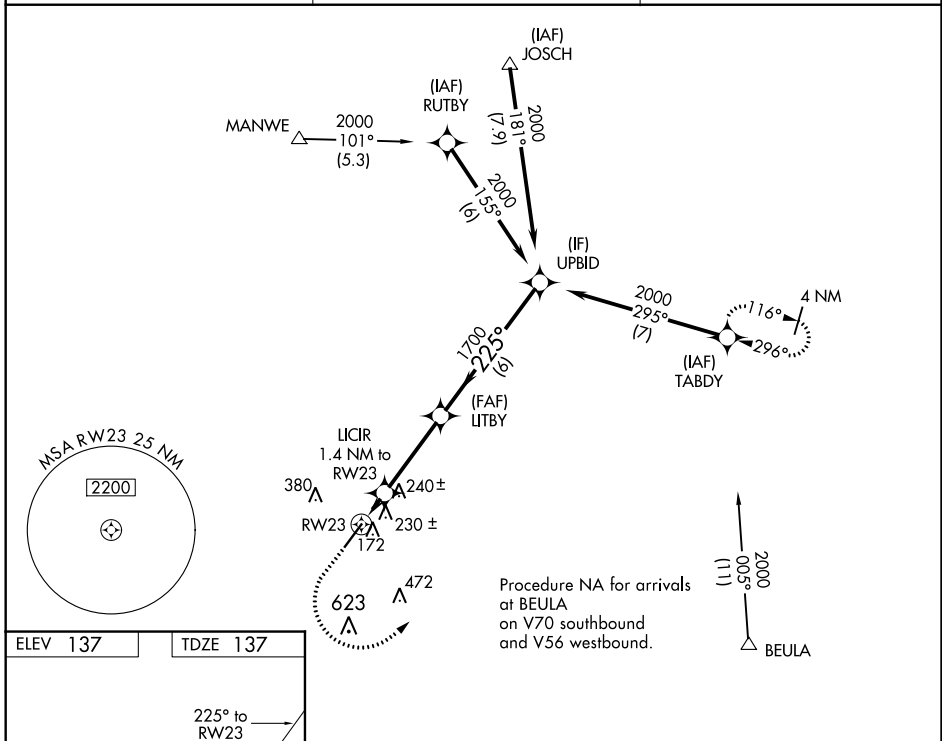 (IAF)
JOSCH
(IAF)
RUTBY
MANWE
2000
101°
(5.3)
2000
181°
(7.9)
2000
155°
(6)
(IF)
UPBID
2000
295°
(7)
116°
4 NM
296°
(IAF)
TABDY
1700
225°
(6)
(FAF)
LITBY
LICIR
1.4 NM to
RW23
MSA RW23 25 NM
2200
380
240 ±
RW23
230 ±
172
472
623
Procedure NA for arrivals
at BEULA
on V70 southbound
and V56 westbound.
2000
005°
(11)
BEULA
ELEV 137
TDZE 137
225° to
RW23